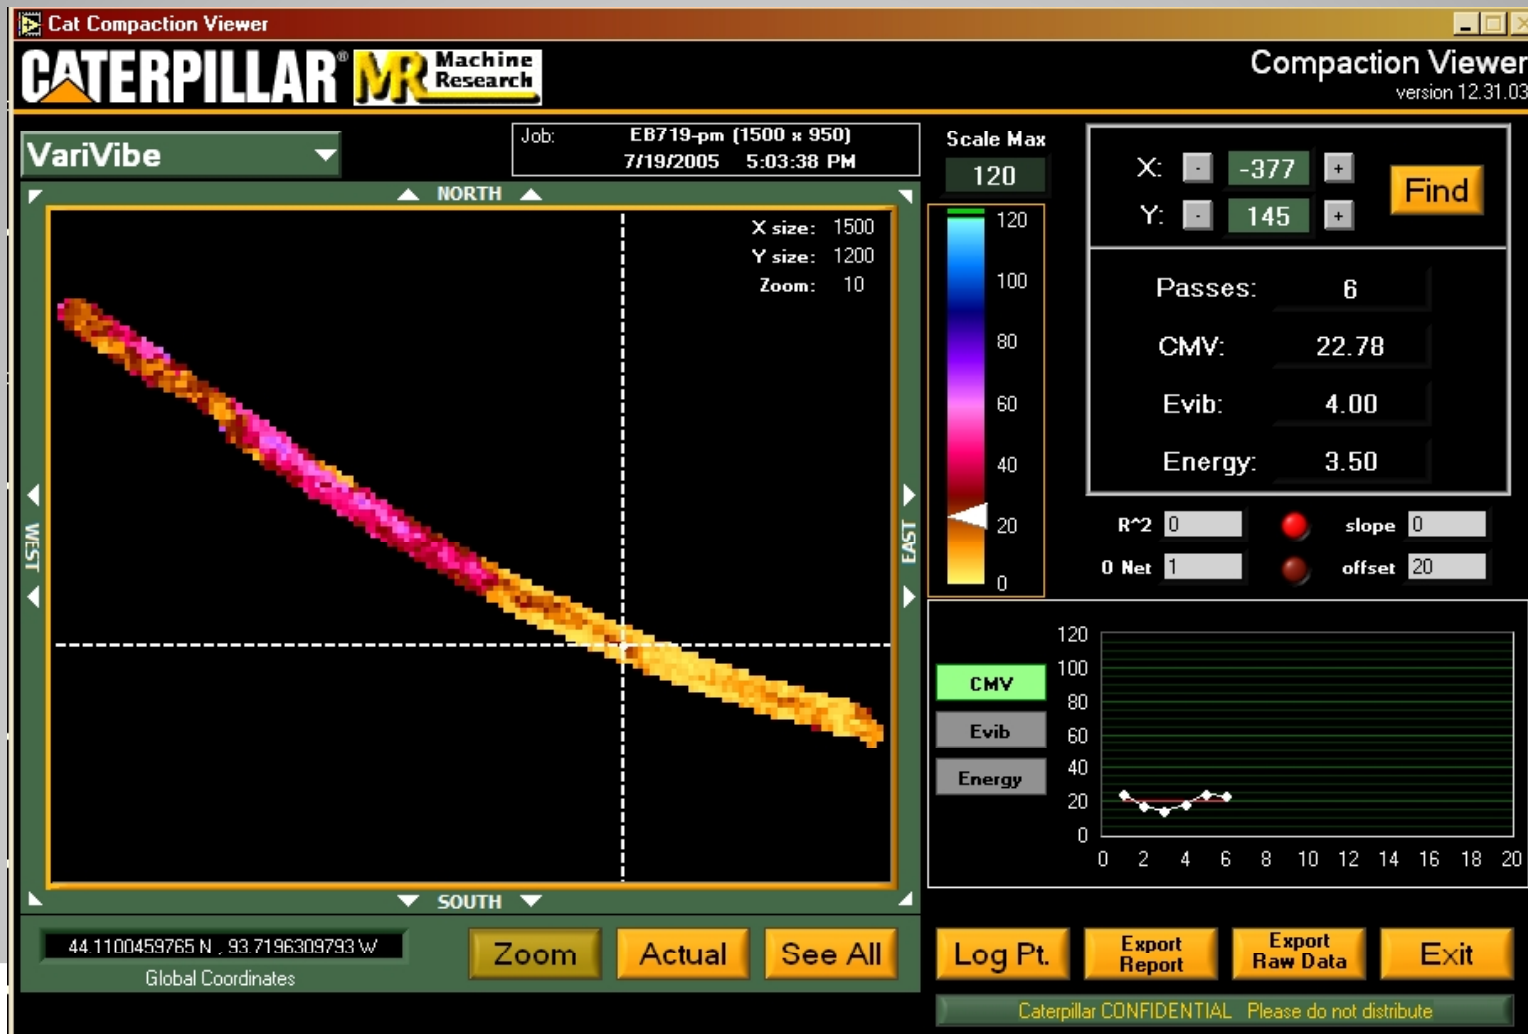 Cat Compaction Viewer
CATERPILLAR® MR Machine Research
Compaction Viewer
version 12.31.03
VariVibe
Job: EB719-pm (1500 x 950)
7/19/2005 5:03:38 PM
NORTH
X size: 1500
Y size: 1200
Zoom: 10
WEST
EAST
SOUTH
44.1100459765 N , 93.7196309793 W
Global Coordinates
Zoom
Actual
See All
Scale Max
120
120
100
80
60
40
20
0
X: - -377 +
Y: - 145 +
Find
Passes: 6
CMV: 22.78
Evib: 4.00
Energy: 3.50
R^2 0 slope 0
0 Net 1 offset 20
CMV
Evib
Energy
120
100
80
60
40
20
0
0 2 4 6 8 10 12 14 16 18 20
Log Pt.
Export Report
Export Raw Data
Exit
Caterpillar CONFIDENTIAL Please do not distribute